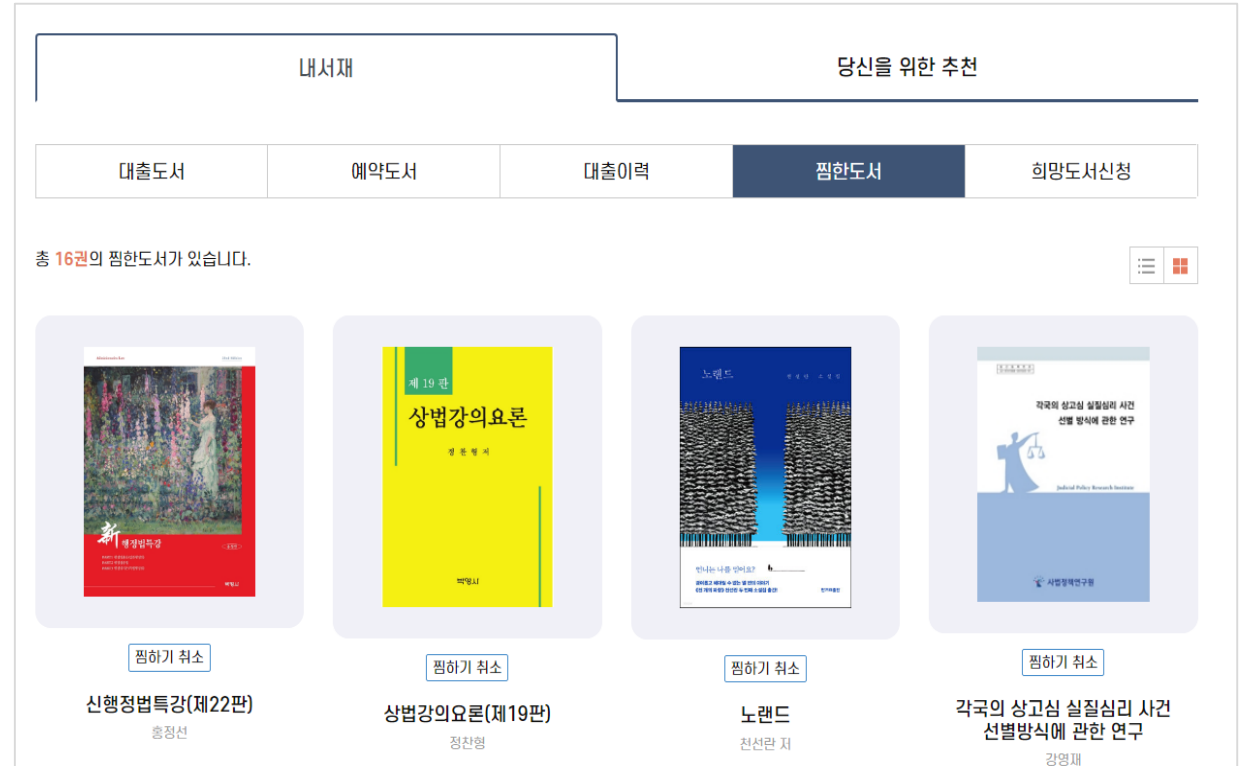 내서재
당신을 위한 추천
대출도서
예약도서
대출이력
찜한도서
희망도서신청
총 16권의 찜한도서가 있습니다.
新 행정법특강
박영사
제 19 판
상법강의요론
정 찬 형 저
박영사
노랜드
천 선 란 소 설 집
언니는 나를 믿어요?
각국의 상고심 실질심리 사건
선별 방식에 관한 연구
Judicial Policy Research Institute
사법정책연구원
찜하기 취소
찜하기 취소
찜하기 취소
찜하기 취소
신행정법특강(제22판)
홍정선
상법강의요론(제19판)
정찬형
노랜드
천선란 저
각국의 상고심 실질심리 사건
선별방식에 관한 연구
강영재